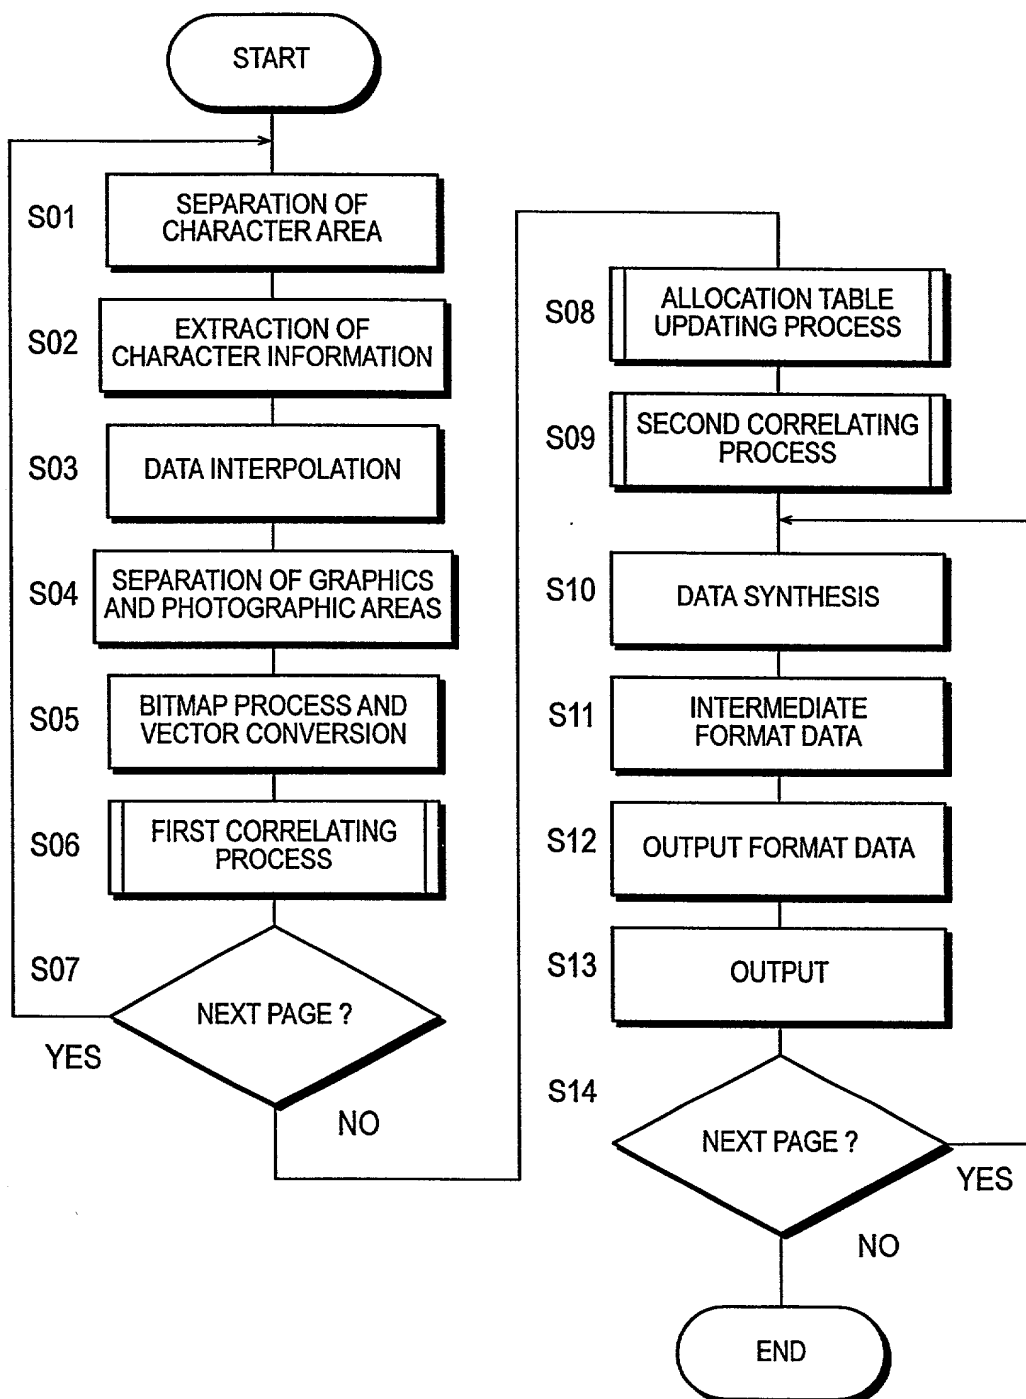 START
S01
SEPARATION OF
CHARACTER AREA
S02
EXTRACTION OF
CHARACTER INFORMATION
S03
DATA INTERPOLATION
S04
SEPARATION OF GRAPHICS
AND PHOTOGRAPHIC AREAS
S05
BITMAP PROCESS AND
VECTOR CONVERSION
S06
FIRST CORRELATING
PROCESS
S07
NEXT PAGE ?
YES
NO
S08
ALLOCATION TABLE
UPDATING PROCESS
S09
SECOND CORRELATING
PROCESS
S10
DATA SYNTHESIS
S11
INTERMEDIATE
FORMAT DATA
S12
OUTPUT FORMAT DATA
S13
OUTPUT
S14
NEXT PAGE ?
YES
NO
END